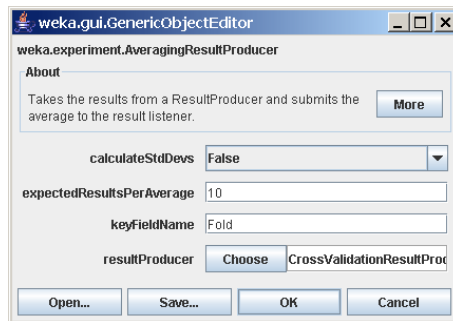 weka.gui.GenericObjectEditor
weka.experiment.AveragingResultProducer
About
Takes the results from a ResultProducer and submits the
average to the result listener.
More
calculateStdDevs False
expectedResultsPerAverage 10
keyFieldName Fold
resultProducer Choose CrossValidationResultProd
Open... Save... OK Cancel